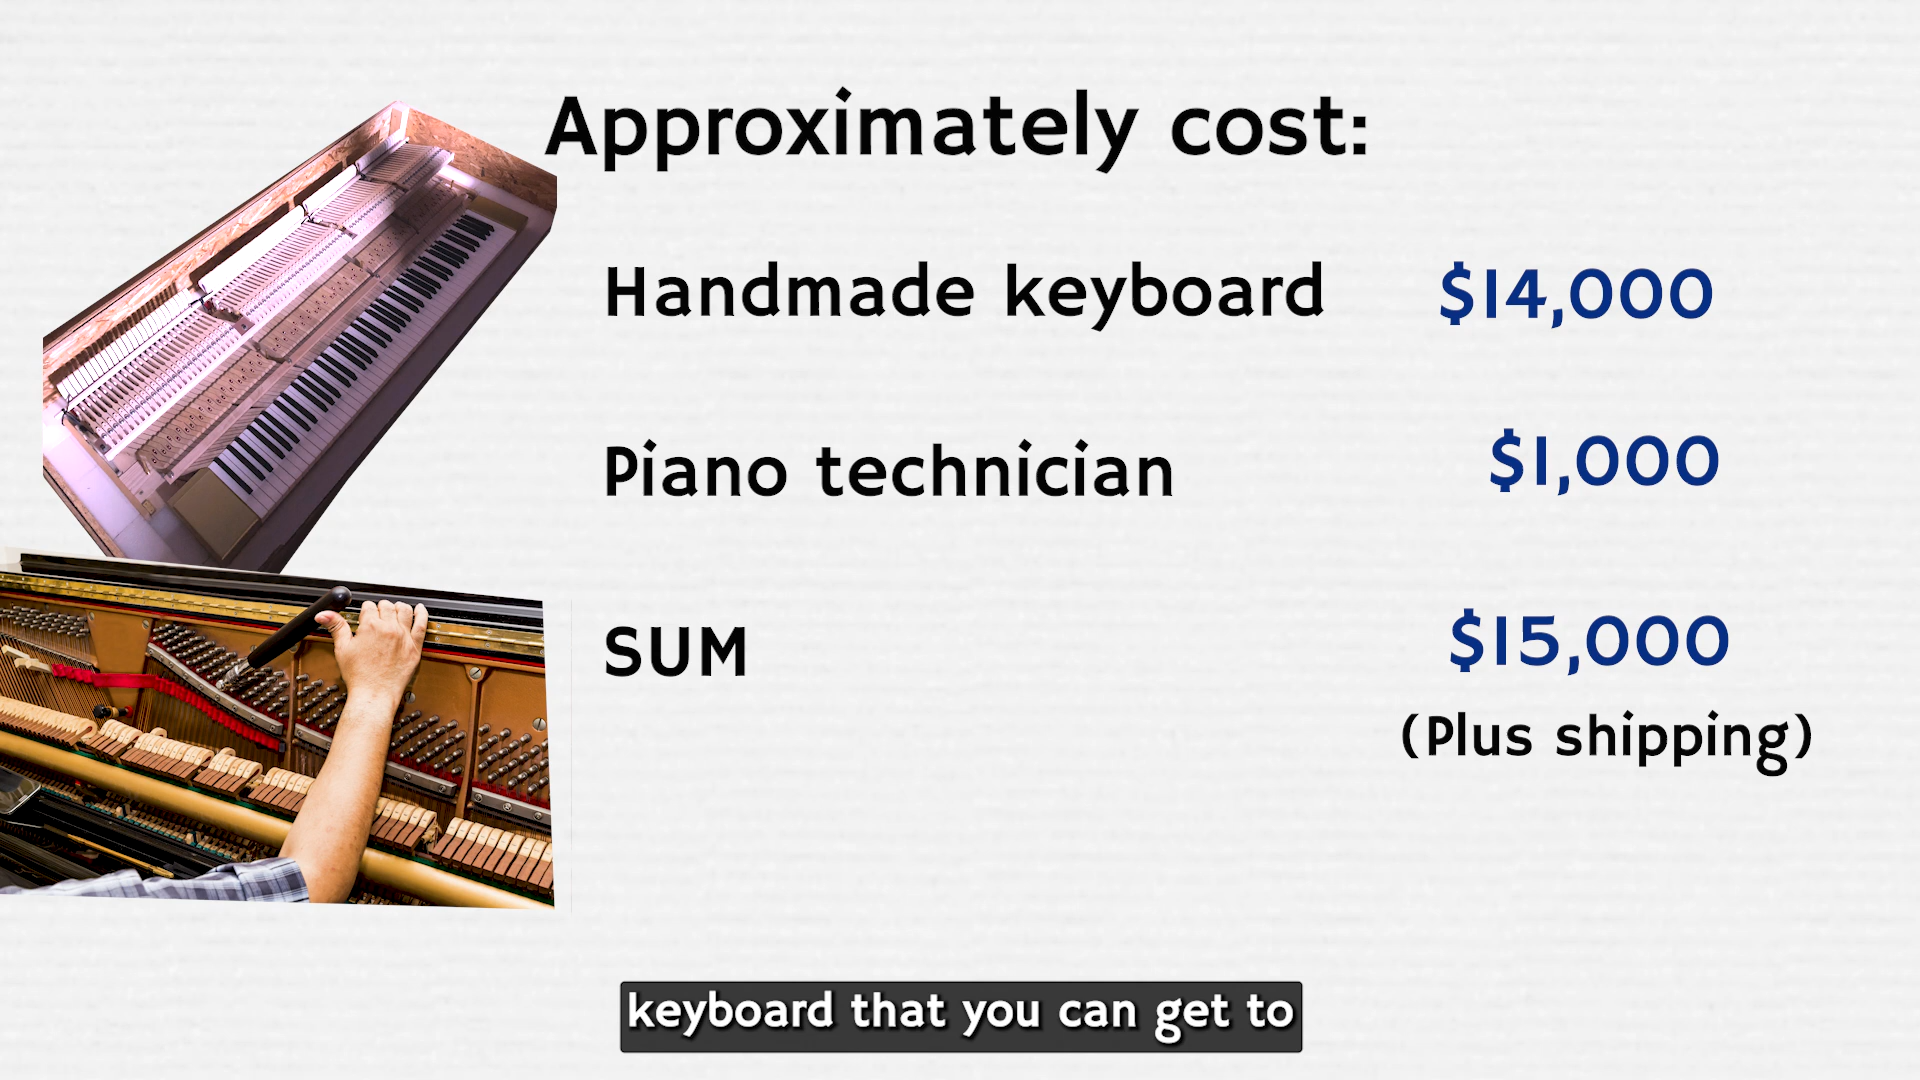 Approximately cost:
Handmade keyboard $14,000
Piano technician $1,000
SUM $15,000
(Plus shipping)
keyboard that you can get to